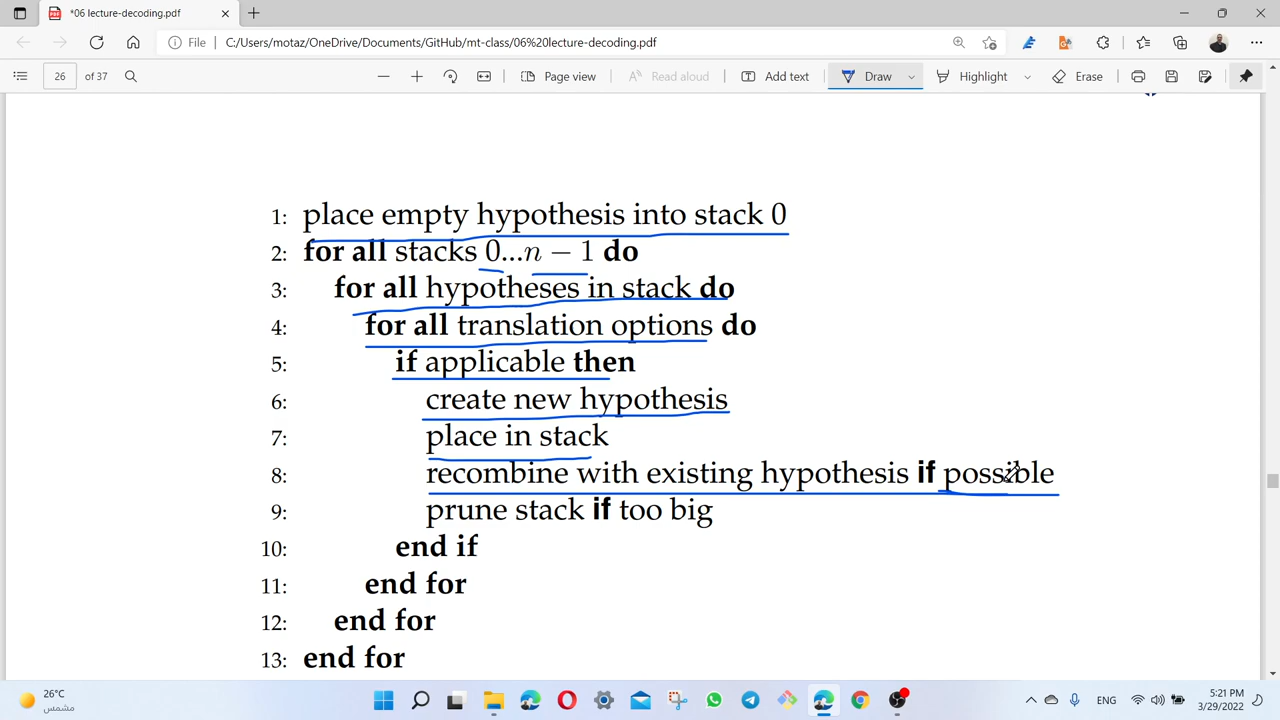 *06 lecture-decoding.pdf
File
C:/Users/motaz/OneDrive/Documents/GitHub/mt-class/06%20lecture-decoding.pdf
26 of 37
Page view
Read aloud
Add text
Draw
Highlight
Erase
1: place empty hypothesis into stack 0
2: for all stacks 0...n − 1 do
3: for all hypotheses in stack do
4: for all translation options do
5: if applicable then
6: create new hypothesis
7: place in stack
8: recombine with existing hypothesis if possible
9: prune stack if too big
10: end if
11: end for
12: end for
13: end for
26°C
مشمس
ENG
5:21 PM
3/29/2022